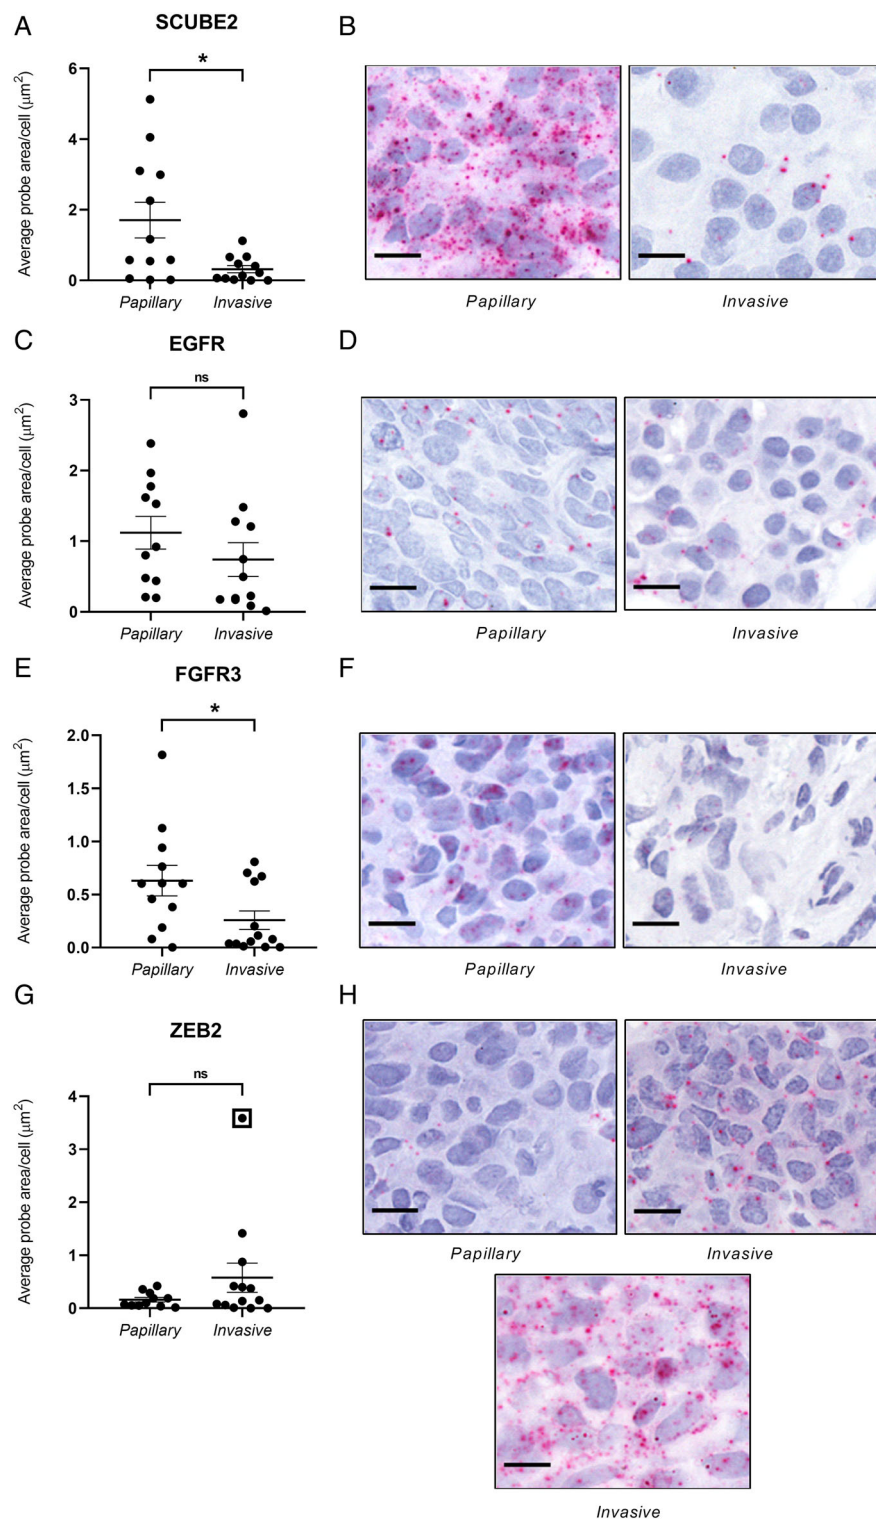 A
SCUBE2
*
Average probe area/cell (μm2)
6
4
2
0
Papillary
Invasive
B
Papillary
Invasive
C
EGFR
ns
Average probe area/cell (μm2)
3
2
1
0
Papillary
Invasive
D
Papillary
Invasive
E
FGFR3
*
Average probe area/cell (μm2)
2.0
1.5
1.0
0.5
0.0
Papillary
Invasive
F
Papillary
Invasive
G
ZEB2
ns
Average probe area/cell (μm2)
4
3
2
1
0
Papillary
Invasive
H
Papillary
Invasive
Invasive